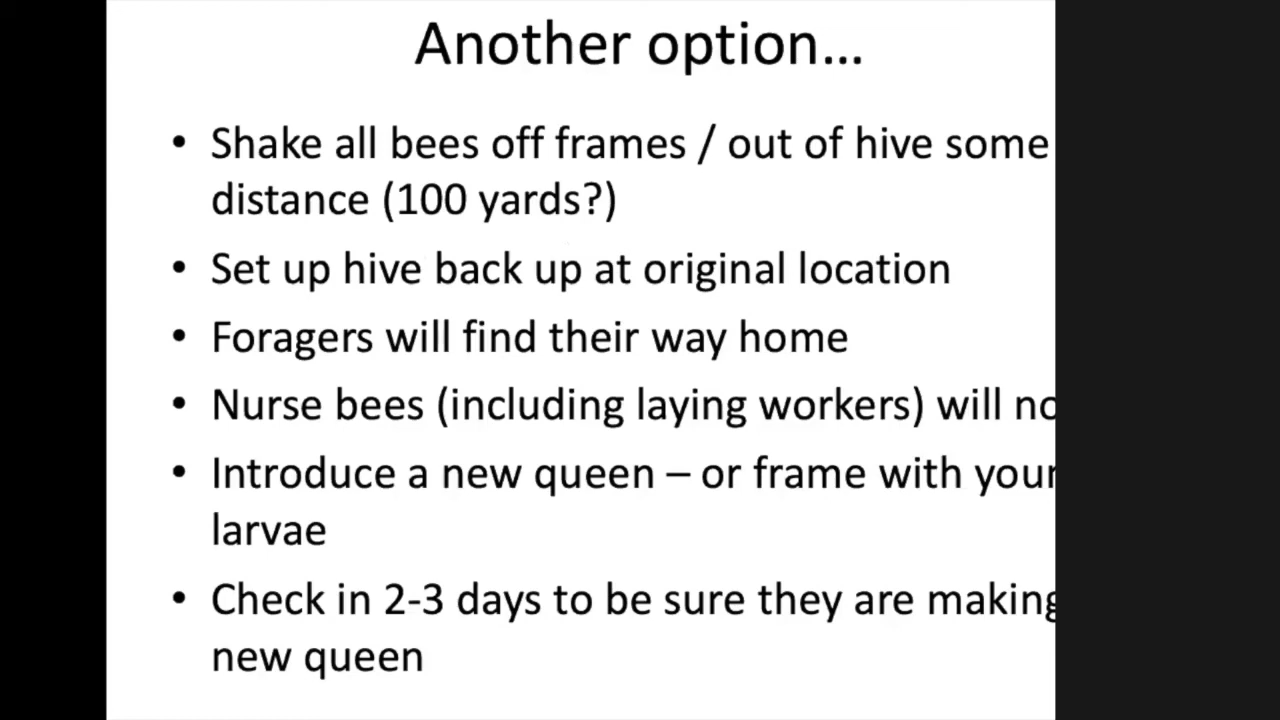 Another option...
• Shake all bees off frames / out of hive some
distance (100 yards?)
• Set up hive back up at original location
• Foragers will find their way home
• Nurse bees (including laying workers) will
• Introduce a new queen – or frame with
larvae
• Check in 2-3 days to be sure they are making
new queen